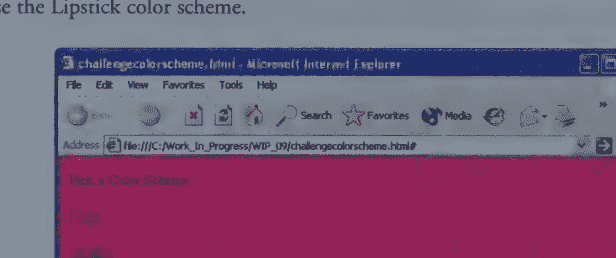 se the Lipstick color scheme.
challengecolorscheme.html - Microsoft Internet Explorer
File Edit View Favorites Tools Help
Search Favorites Media
Address file:///C:/Work_In_Progress/WIP_09/challengecolorscheme.html#
Pick a Color Scheme